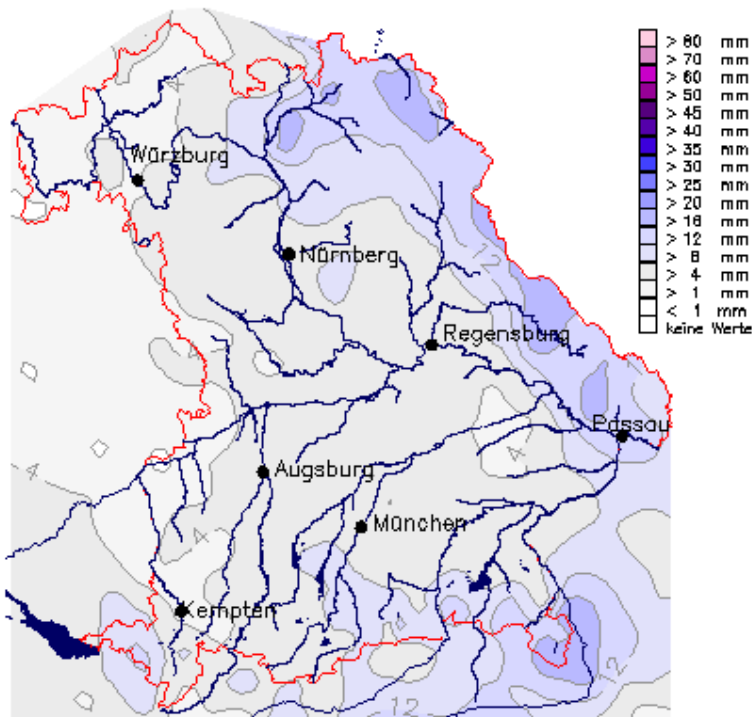 > 80 mm
> 70 mm
> 60 mm
> 50 mm
> 45 mm
> 40 mm
> 35 mm
> 30 mm
> 25 mm
> 20 mm
> 16 mm
> 12 mm
> 8 mm
> 4 mm
> 1 mm
< 1 mm
keine Werte
4
Würzburg
12
Nürnberg
Regensburg
4
Passau
4
4
Augsburg
München
4
Kempten
12
12